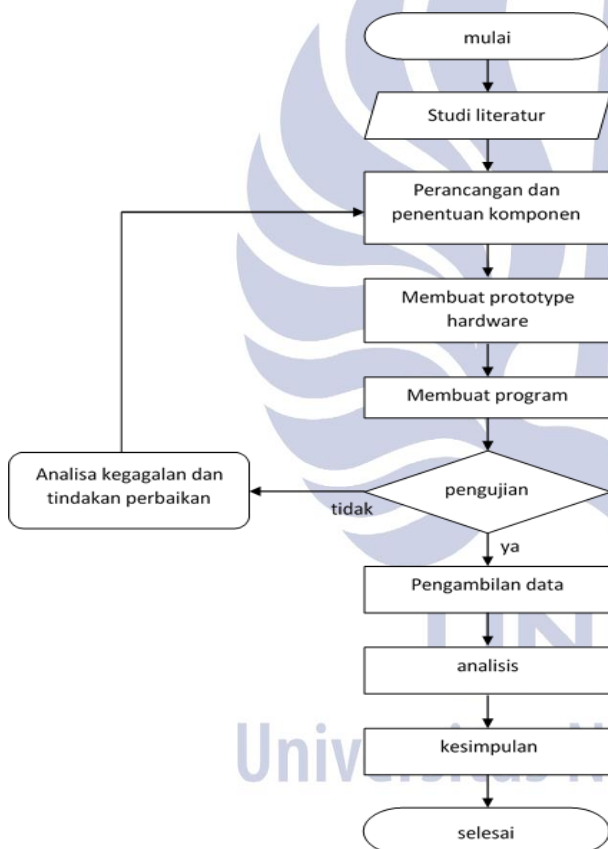 mulai
Studi literatur
Perancangan dan
penentuan komponen
Membuat prototype
hardware
Membuat program
Analisa kegagalan dan
tindakan perbaikan
tidak
pengujian
ya
Pengambilan data
analisis
kesimpulan
selesai